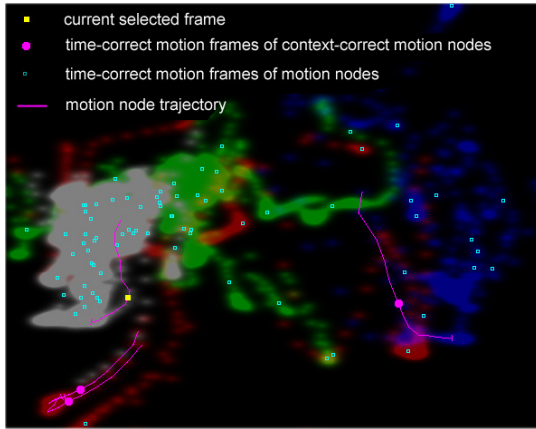 current selected frame
time-correct motion frames of context-correct motion nodes
time-correct motion frames of motion nodes
motion node trajectory